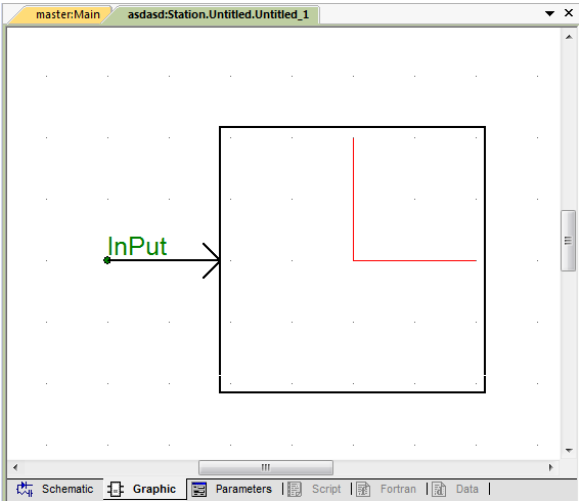 master:Main asdasd:Station.Untitled.Untitled_1
InPut
Schematic Graphic Parameters Script Fortran Data